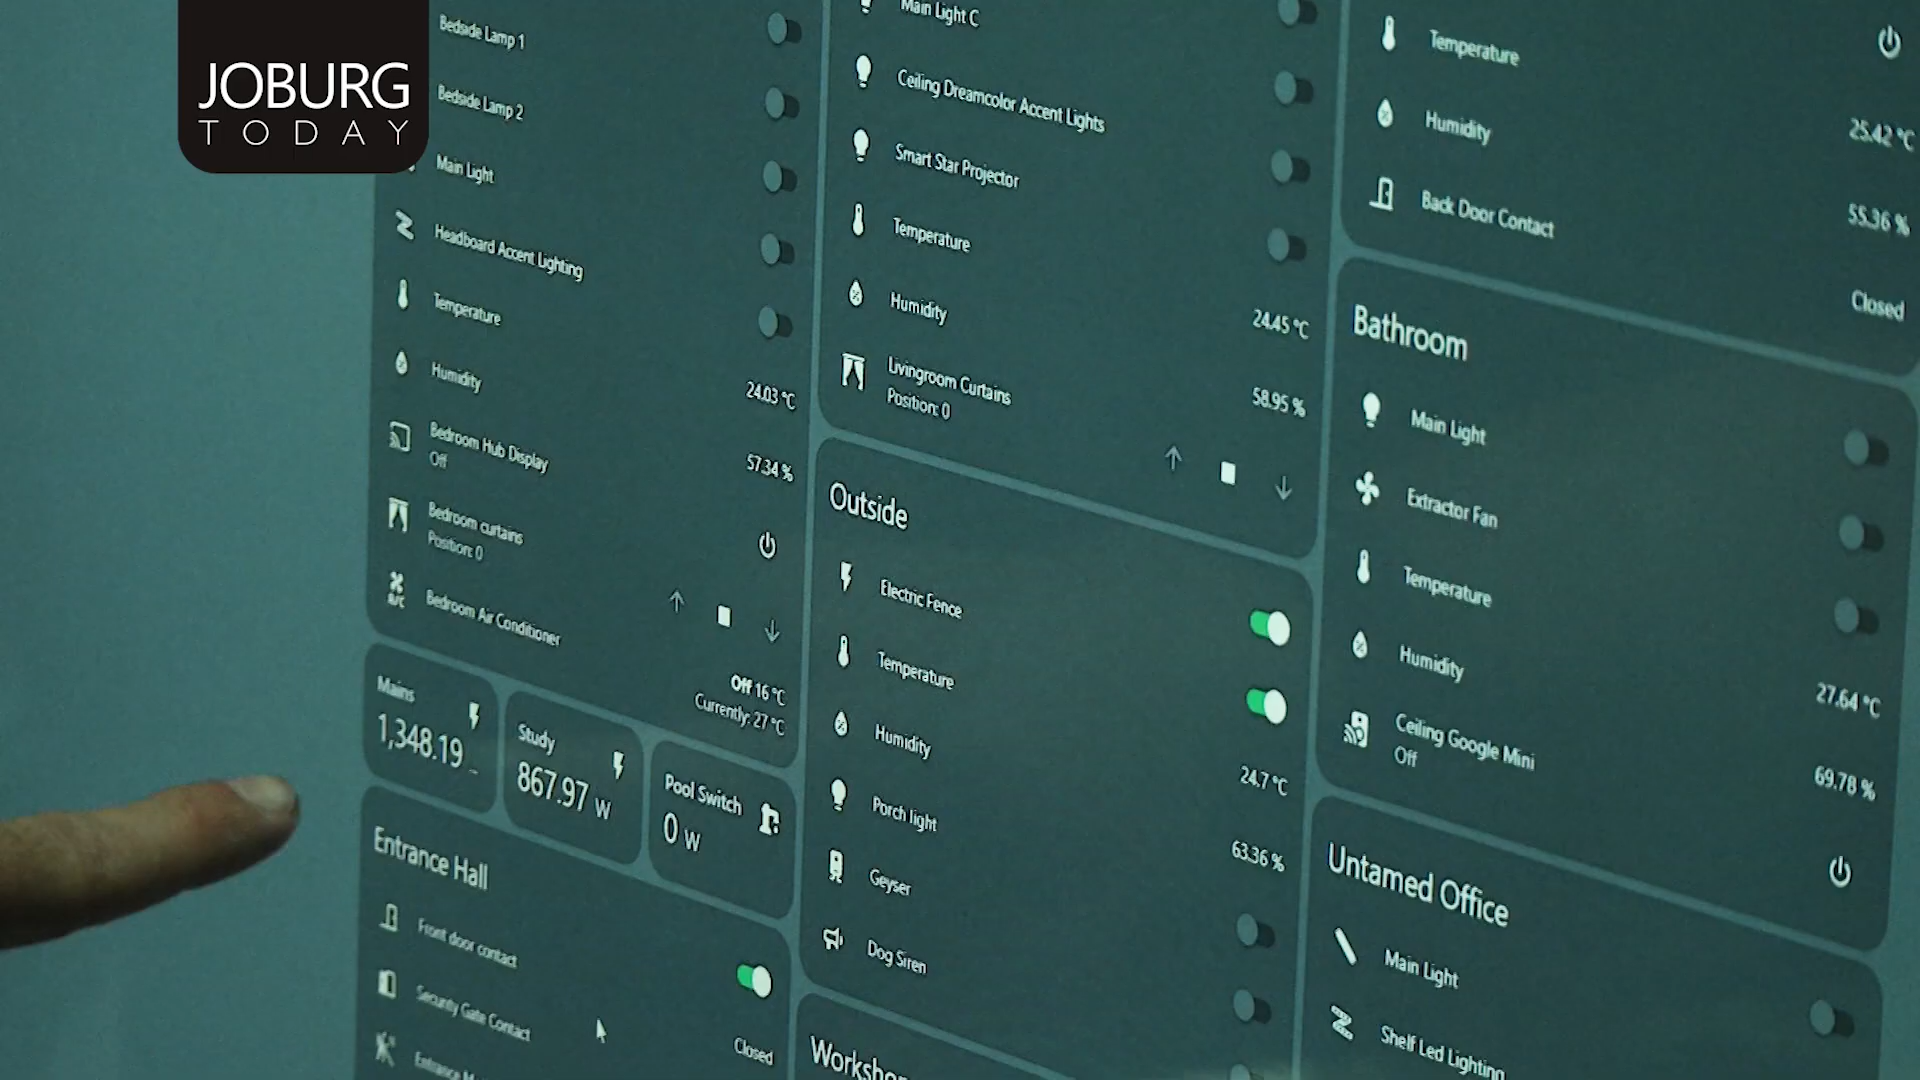 JOBURG
TODAY
Bedside Lamp 1
Bedside Lamp 2
Main Light
Headboard Accent Lighting
Temperature
24.03 °C
Humidity
57.34 %
Bedroom Hub Display
Off
Bedroom curtains
Position: 0
Bedroom Air Conditioner
Off 16 °C
Currently: 27 °C
Mains
1,348.19
Study
867.97 W
Pool Switch
0 W
Entrance Hall
Front door contact
Security Gate Contact
Closed
Main Light C
Ceiling Dreamcolor Accent Lights
Smart Star Projector
Temperature
24.45 °C
Humidity
58.95 %
Livingroom Curtains
Position: 0
Outside
Electric Fence
Temperature
24.7 °C
Humidity
63.36 %
Porch light
Geyser
Dog Siren
Temperature
25.42 °C
Humidity
55.36 %
Back Door Contact
Closed
Bathroom
Main Light
Extractor Fan
Temperature
27.64 °C
Humidity
69.78 %
Ceiling Google Mini
Off
Untamed Office
Main Light
Shelf Led Lighting